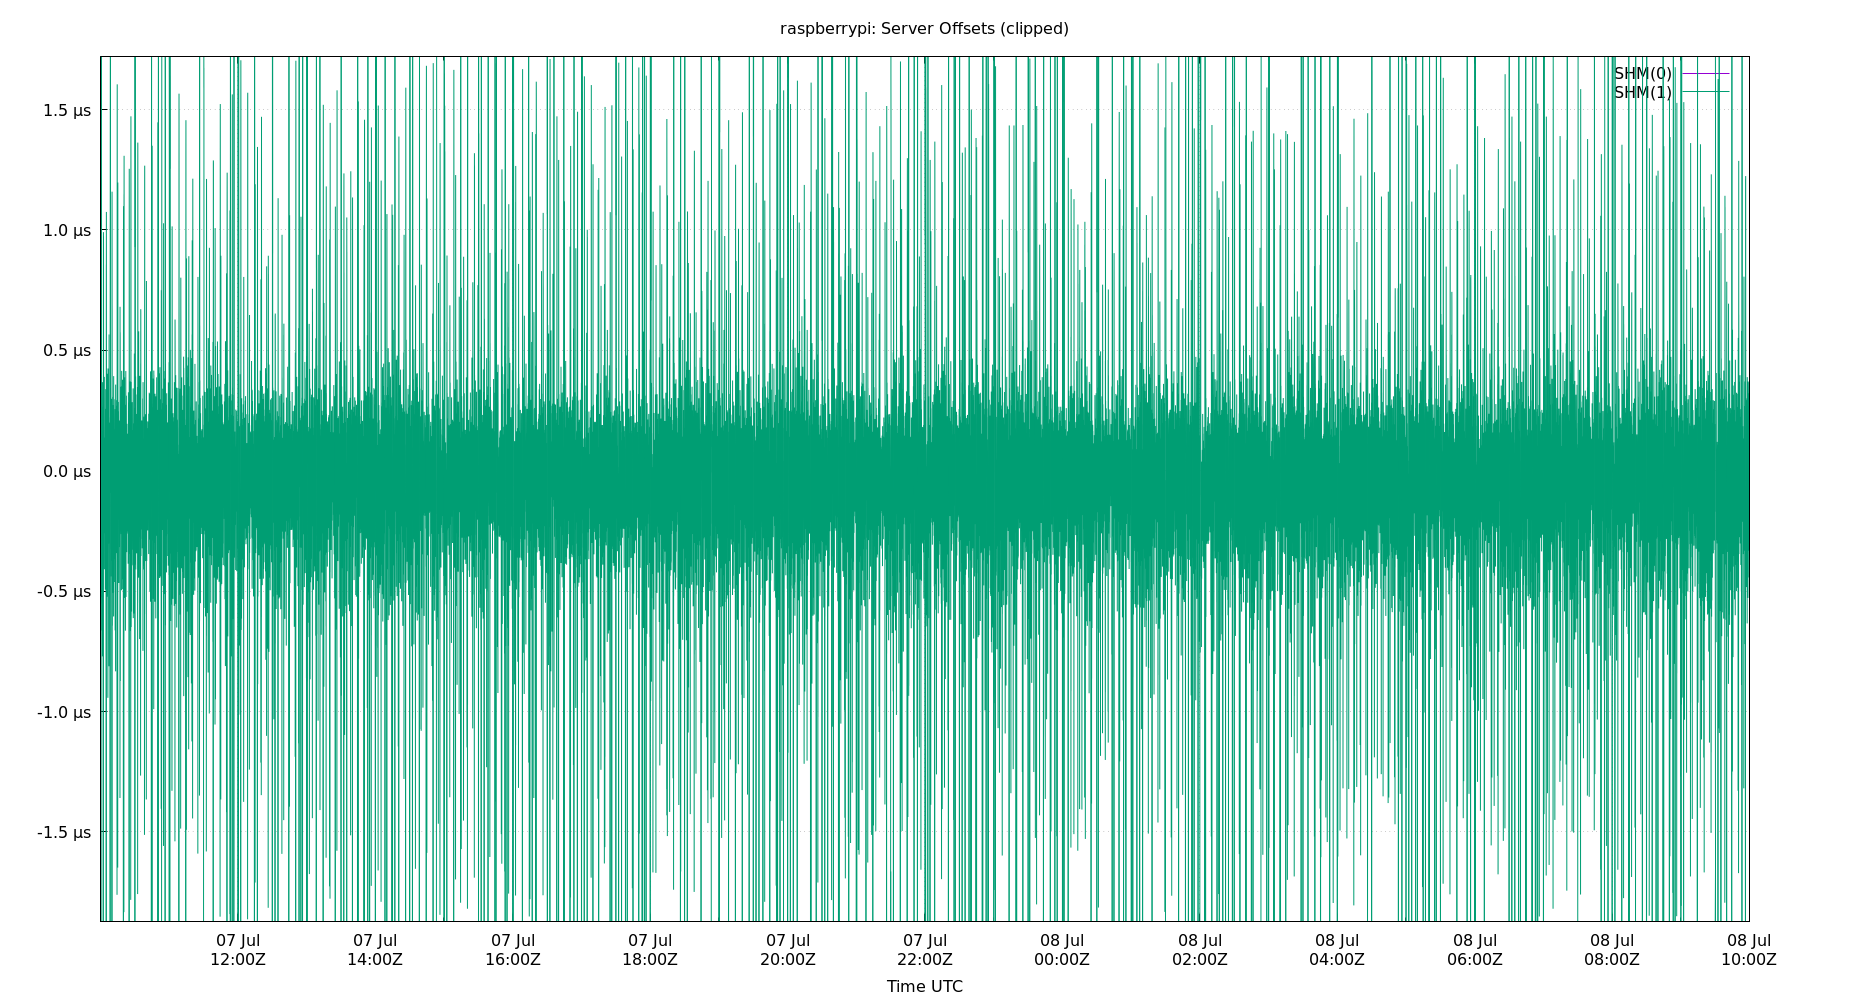 raspberrypi: Server Offsets (clipped)
SHM(0)
SHM(1)
1.5 µs
1.0 µs
0.5 µs
0.0 µs
-0.5 µs
-1.0 µs
-1.5 µs
07 Jul 07 Jul 07 Jul 07 Jul 07 Jul 07 Jul 08 Jul 08 Jul 08 Jul 08 Jul 08 Jul 08 Jul
12:00Z 14:00Z 16:00Z 18:00Z 20:00Z 22:00Z 00:00Z 02:00Z 04:00Z 06:00Z 08:00Z 10:00Z
Time UTC